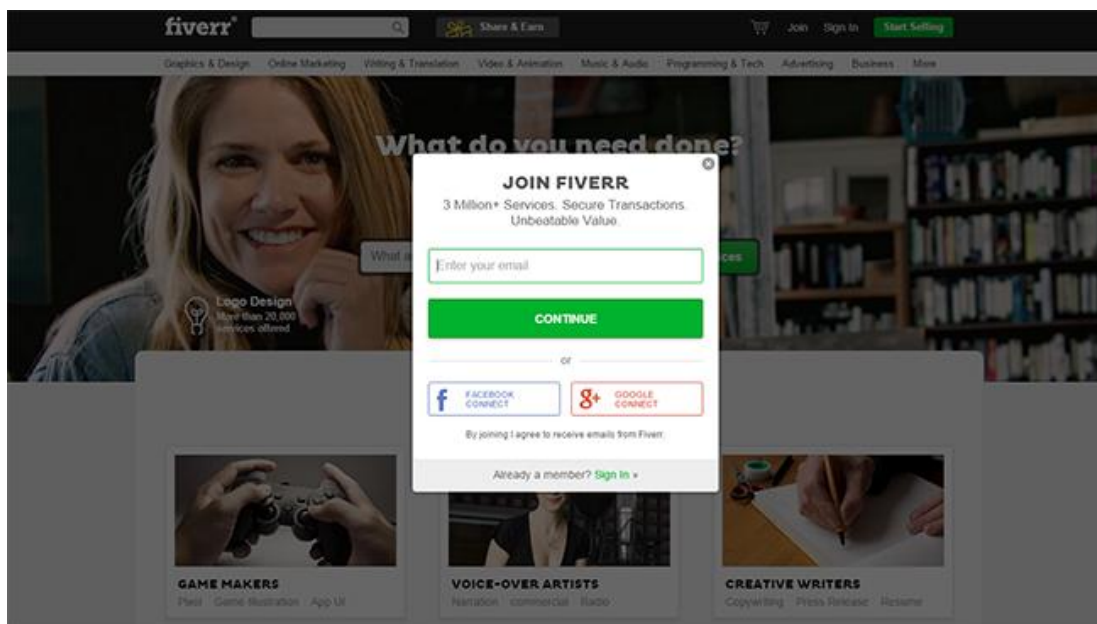 fiverr®
Share & Earn
Join
Sign In
Start Selling
Graphics & Design
Online Marketing
Writing & Translation
Video & Animation
Music & Audio
Programming & Tech
Advertising
Business
More
What do you need done?
JOIN FIVERR
3 Million+ Services. Secure Transactions.
Unbeatable Value.
What
Enter your email
CONTINUE
or
FACEBOOK
CONNECT
GOOGLE
CONNECT
By joining I agree to receive emails from Fiverr.
Already a member? Sign In »
Logo Design
More than 20,000
services offered
GAME MAKERS
Pixel Game Illustration App UI
VOICE-OVER ARTISTS
Narration commercial Radio
CREATIVE WRITERS
Copywriting Press Release Resume